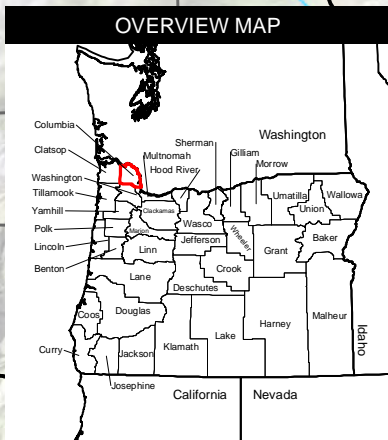 OVERVIEW MAP
Columbia
Clatsop
Washington
Tillamook
Yamhill
Polk
Lincoln
Benton
Multnomah
Hood River
Sherman
Gilliam
Morrow
Washington
Umatilla
Wallowa
Union
Clackamas
Marion
Wasco
Jefferson
Wheeler
Grant
Baker
Linn
Crook
Lane
Deschutes
Coos
Douglas
Malheur
Harney
Lake
Klamath
Curry
Jackson
Josephine
Idaho
California
Nevada